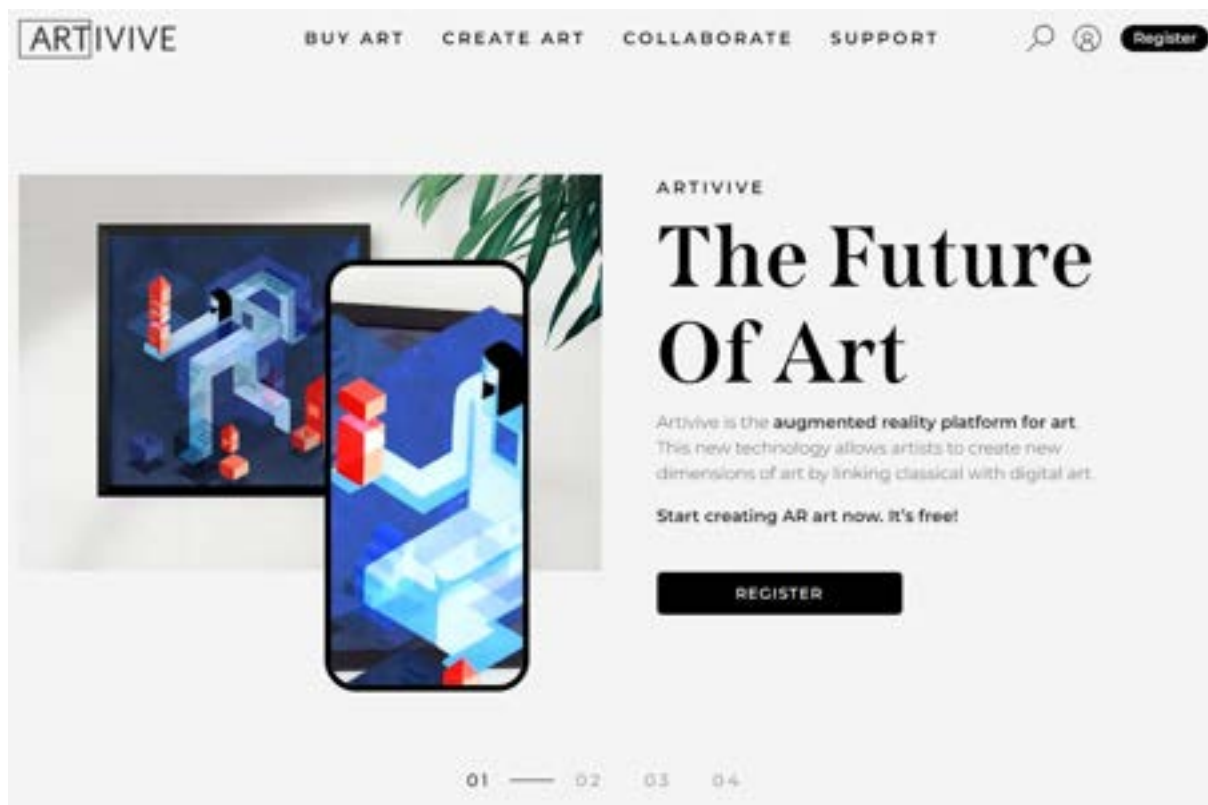 ARTIVIVE
BUY ART CREATE ART COLLABORATE SUPPORT
Register
ARTIVIVE
The Future
Of Art
Artivive is the augmented reality platform for art.
This new technology allows artists to create new
dimensions of art by linking classical with digital art.
Start creating AR art now. It's free!
REGISTER
01 02 03 04